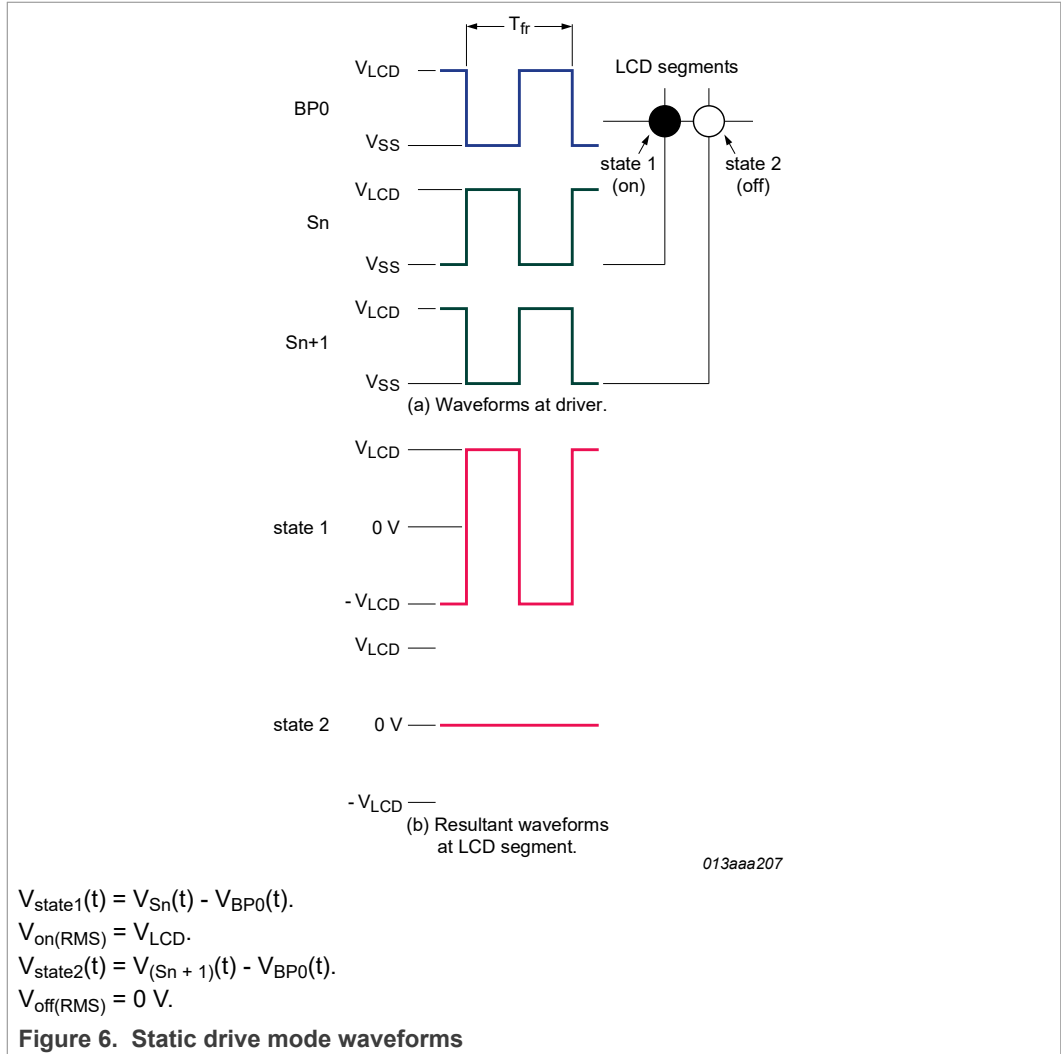 Tfr
VLCD
BP0
VSS
LCD segments
state 1
(on)
state 2
(off)
VLCD
Sn
VSS
VLCD
Sn+1
VSS
(a) Waveforms at driver.
VLCD
state 1
0 V
- VLCD
VLCD
state 2
0 V
- VLCD
(b) Resultant waveforms
at LCD segment.
013aaa207
Vstate1(t) = VSn(t) - VBP0(t).
Von(RMS) = VLCD.
Vstate2(t) = V(Sn + 1)(t) - VBP0(t).
Voff(RMS) = 0 V.
Figure 6. Static drive mode waveforms